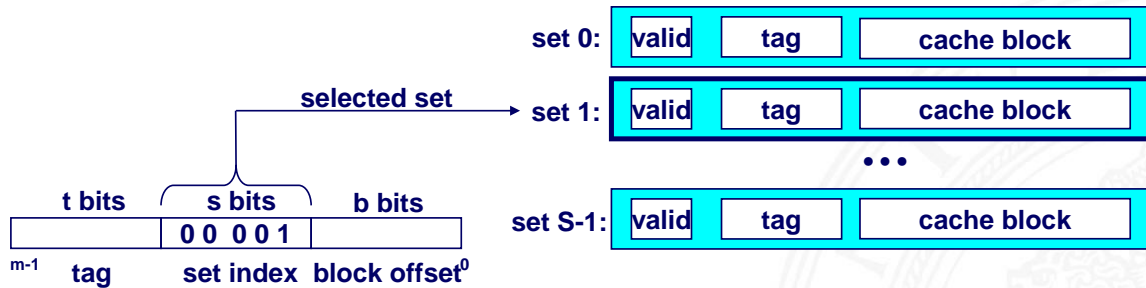 set 0: valid tag cache block
selected set
set 1: valid tag cache block
•••
t bits s bits b bits
set S-1: valid tag cache block
0 0 0 0 1
m-1 tag set index block offset 0